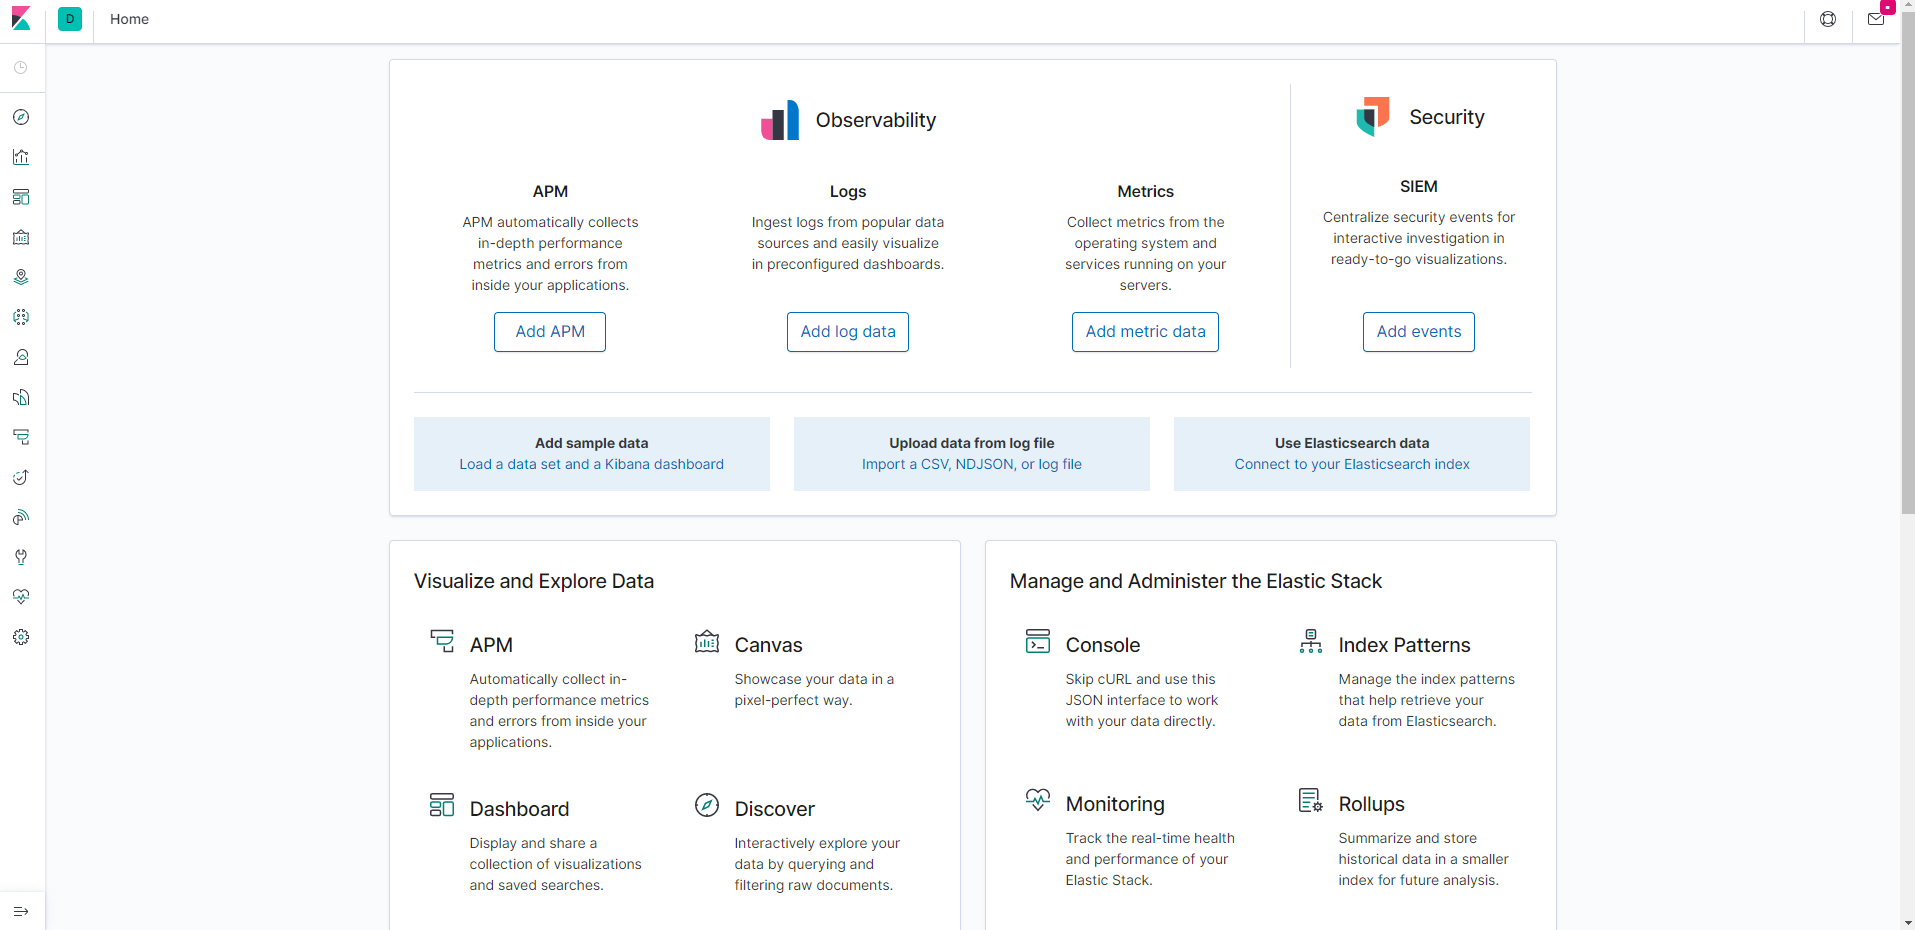 D
Home
Observability
Security
APM
APM automatically collects
in-depth performance
metrics and errors from
inside your applications.
Add APM
Logs
Ingest logs from popular data
sources and easily visualize
in preconfigured dashboards.
Add log data
Metrics
Collect metrics from the
operating system and
services running on your
servers.
Add metric data
SIEM
Centralize security events for
interactive investigation in
ready-to-go visualizations.
Add events
Add sample data
Load a data set and a Kibana dashboard
Upload data from log file
Import a CSV, NDJSON, or log file
Use Elasticsearch data
Connect to your Elasticsearch index
Visualize and Explore Data
APM
Automatically collect in-
depth performance metrics
and errors from inside your
applications.
Canvas
Showcase your data in a
pixel-perfect way.
Dashboard
Display and share a
collection of visualizations
and saved searches.
Discover
Interactively explore your
data by querying and
filtering raw documents.
Manage and Administer the Elastic Stack
Console
Skip cURL and use this
JSON interface to work
with your data directly.
Index Patterns
Manage the index patterns
that help retrieve your
data from Elasticsearch.
Monitoring
Track the real-time health
and performance of your
Elastic Stack.
Rollups
Summarize and store
historical data in a smaller
index for future analysis.